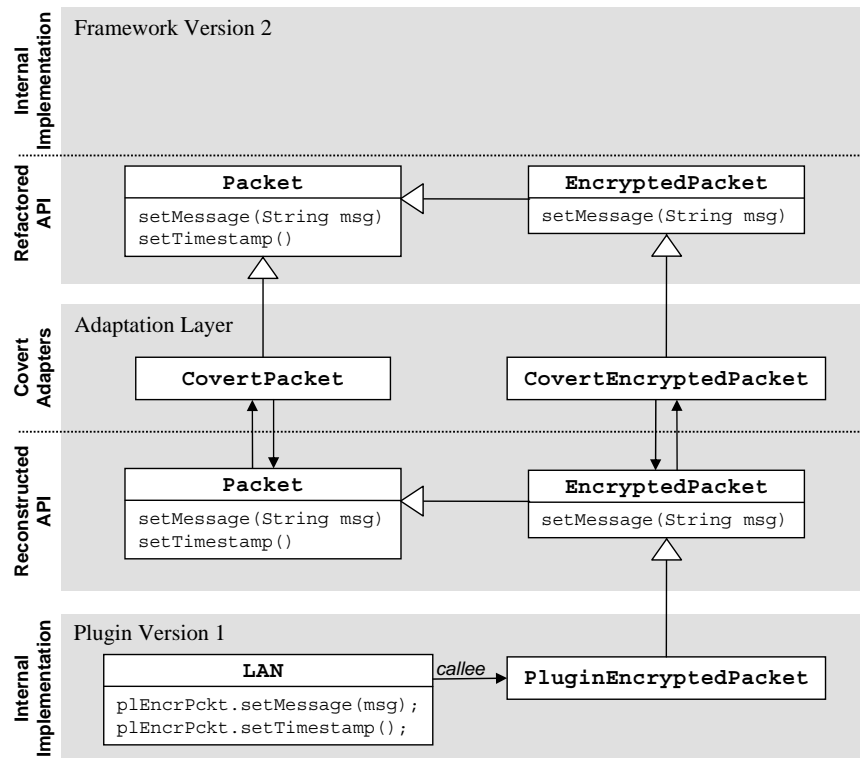 Internal
Implementation
Framework Version 2
Refactored
API
Packet
setMessage(String msg)
setTimestamp()
EncryptedPacket
setMessage(String msg)
Covert
Adapters
Adaptation Layer
CovertPacket
CovertEncryptedPacket
Reconstructed
API
Packet
setMessage(String msg)
setTimestamp()
EncryptedPacket
setMessage(String msg)
Internal
Implementation
Plugin Version 1
LAN
plEncrPckt.setMessage(msg);
plEncrPckt.setTimestamp();
callee
PluginEncryptedPacket